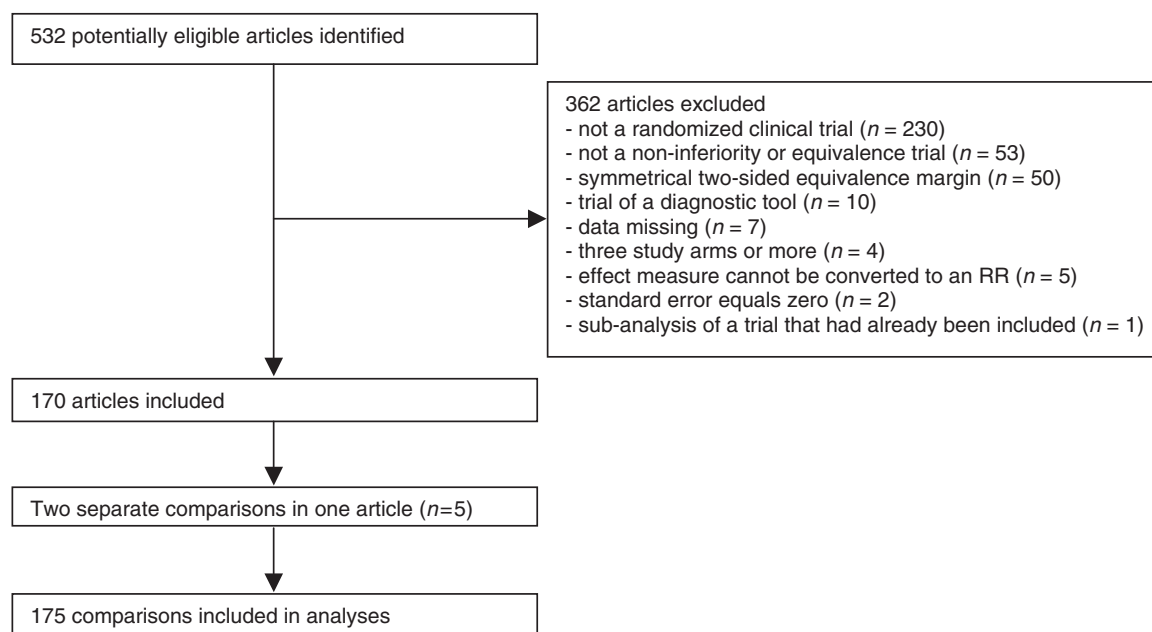 532 potentially eligible articles identified
362 articles excluded
- not a randomized clinical trial (n = 230)
- not a non-inferiority or equivalence trial (n = 53)
- symmetrical two-sided equivalence margin (n = 50)
- trial of a diagnostic tool (n = 10)
- data missing (n = 7)
- three study arms or more (n = 4)
- effect measure cannot be converted to an RR (n = 5)
- standard error equals zero (n = 2)
- sub-analysis of a trial that had already been included (n = 1)
170 articles included
Two separate comparisons in one article (n=5)
175 comparisons included in analyses